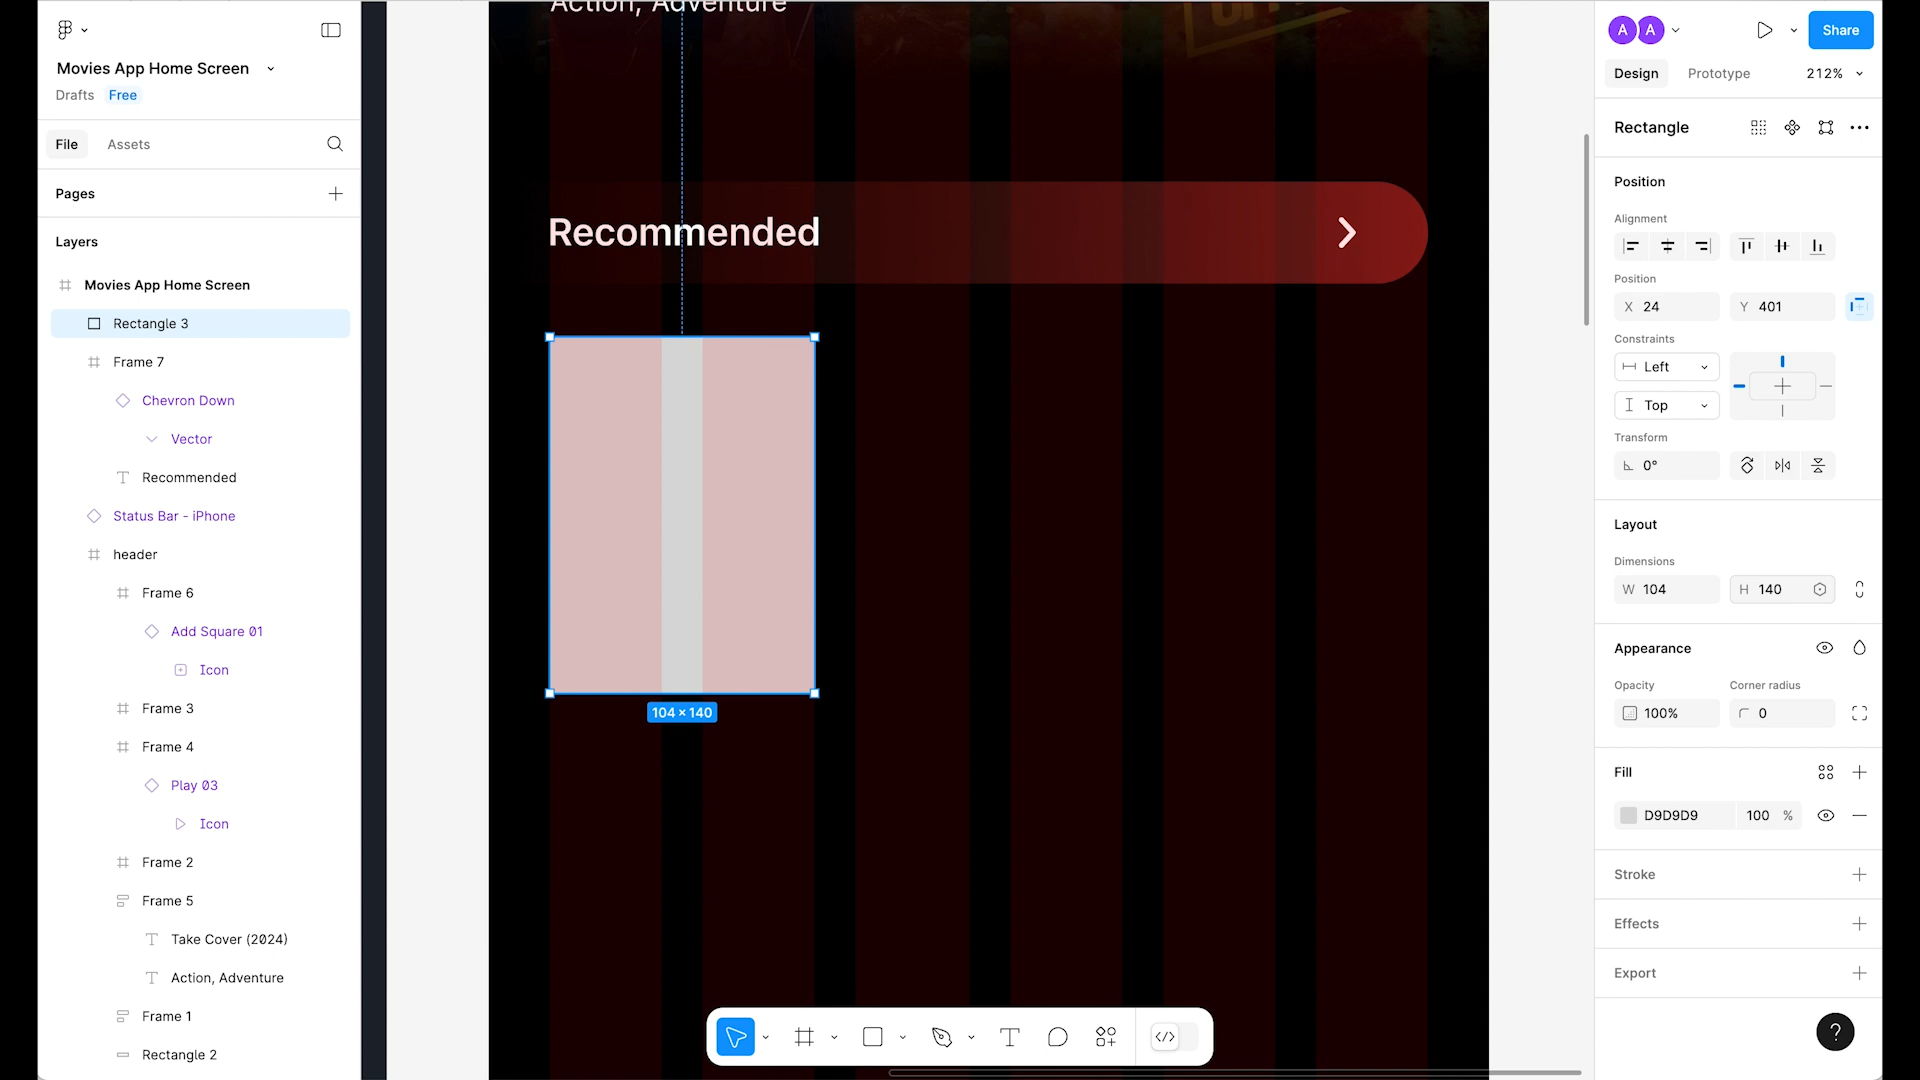 Movies App Home Screen
Drafts Free
File Assets
Pages
Layers
Movies App Home Screen
Rectangle 3
Frame 7
Chevron Down
Vector
Recommended
Status Bar - iPhone
header
Frame 6
Add Square 01
Icon
Frame 3
Frame 4
Play 03
Icon
Frame 2
Frame 5
Take Cover (2024)
Action, Adventure
Frame 1
Rectangle 2
Action, Adventure
Recommended
104 × 140
A A
Share
Design Prototype 212%
Rectangle
Position
Alignment
Position
X 24 Y 401
Constraints
Left
Top
Transform
0°
Layout
Dimensions
W 104 H 140
Appearance
Opacity Corner radius
100% 0
Fill
D9D9D9 100 %
Stroke
Effects
Export
?